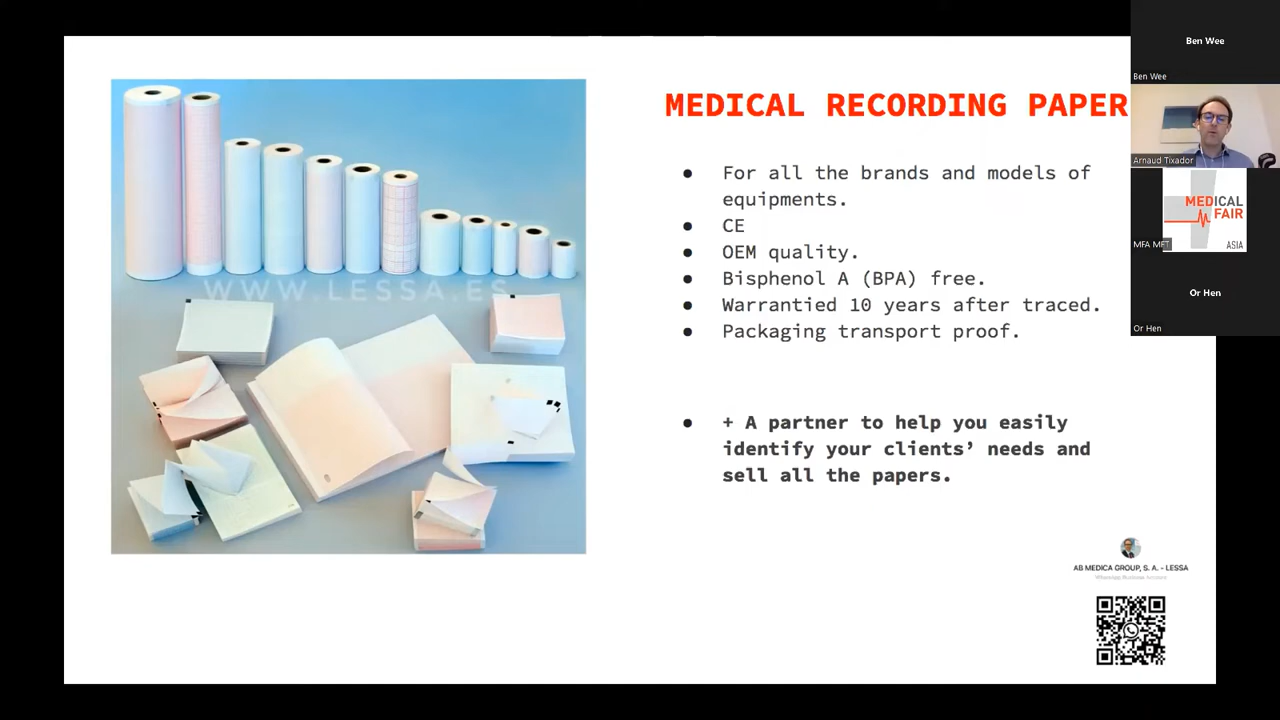 MEDICAL RECORDING PAPER
For all the brands and models of
equipments.
CE
OEM quality.
Bisphenol A (BPA) free.
Warrantied 10 years after traced.
Packaging transport proof.
+ A partner to help you easily
identify your clients’ needs and
sell all the papers.
WWW.LESSA.ES
AB MEDICA GROUP, S. A. - LESSA
WhatsApp Business Account
Ben Wee
Ben Wee
Arnaud Tixador
MEDICAL
FAIR
ASIA
MFA MFT
Or Hen
Or Hen